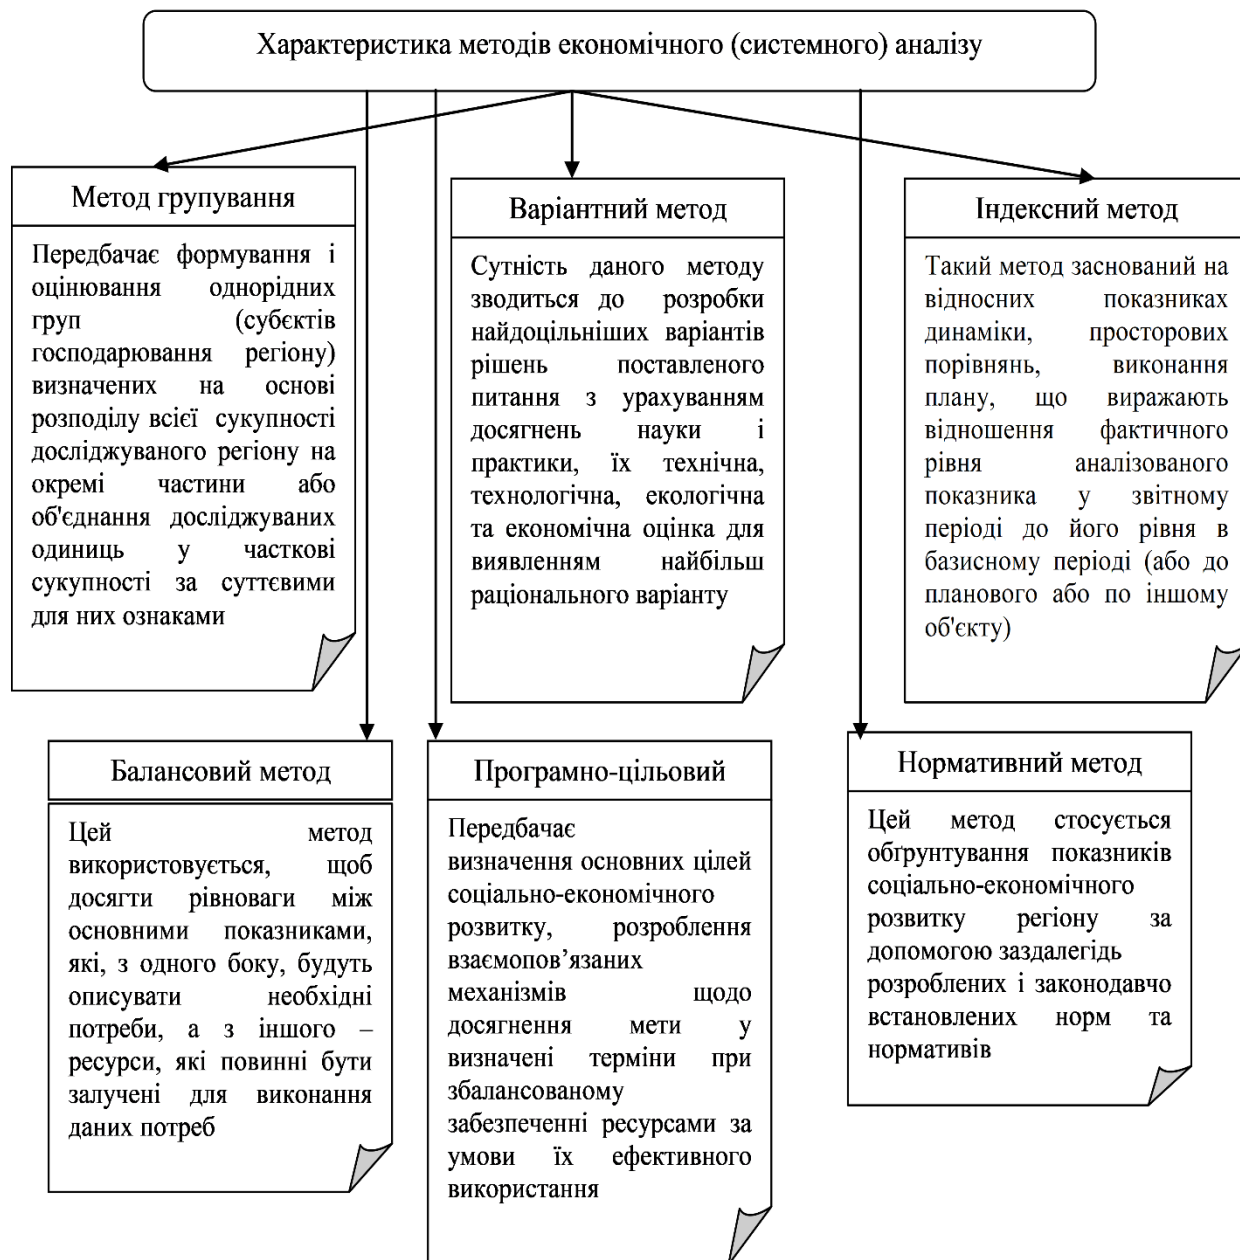 Характеристика методів економічного (системного) аналізу
Метод групування
Передбачає формування і
оцінювання однорідних
груп (субєктів
господарювання регіону)
визначених на основі
розподілу всієї сукупності
досліджуваного регіону на
окремі частини або
об'єднання досліджуваних
одиниць у часткові
сукупності за суттєвими
для них ознаками
Варіантний метод
Сутність даного методу
зводиться до розробки
найдоцільніших варіантів
рішень поставленого
питання з урахуванням
досягнень науки і
практики, їх технічна,
технологічна, екологічна
та економічна оцінка для
виявленням найбільш
раціонального варіанту
Індексний метод
Такий метод заснований на
відносних показниках
динаміки, просторових
порівнянь, виконання
плану, що виражають
відношення фактичного
рівня аналізованого
показника у звітному
періоді до його рівня в
базисному періоді (або до
планового або по іншому
об'єкту)
Балансовий метод
Цей метод
використовується, щоб
досягти рівноваги між
основними показниками,
які, з одного боку, будуть
описувати необхідні
потреби, а з іншого –
ресурси, які повинні бути
залучені для виконання
даних потреб
Програмно-цільовий
Передбачає
визначення основних цілей
соціально-економічного
розвитку, розроблення
взаємопов’язаних
механізмів щодо
досягнення мети у
визначені терміни при
збалансованому
забезпеченні ресурсами за
умови їх ефективного
використання
Нормативний метод
Цей метод стосується
обґрунтування показників
соціально-економічного
розвитку регіону за
допомогою заздалегідь
розроблених і законодавчо
встановлених норм та
нормативів